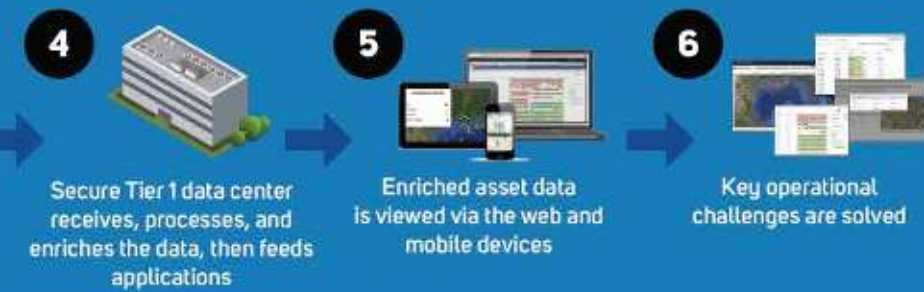 4
Secure Tier 1 data center
receives, processes, and
enriches the data, then feeds
applications
5
Enriched asset data
is viewed via the web and
mobile devices
6
Key operational
challenges are solved